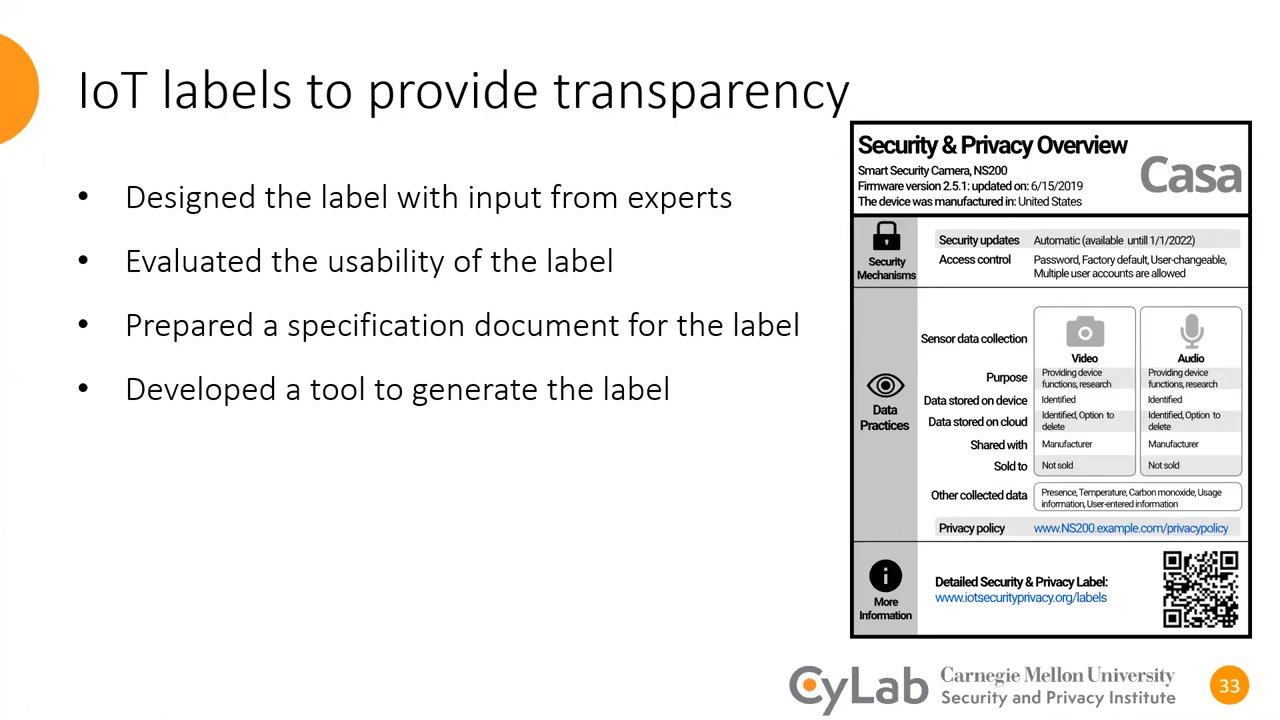 IoT labels to provide transparency
• Designed the label with input from experts
• Evaluated the usability of the label
• Prepared a specification document for the label
• Developed a tool to generate the label
Security & Privacy Overview
Smart Security Camera, NS200
Firmware version 2.5.1: updated on: 6/15/2019
The device was manufactured in: United States
Casa
Security
Mechanisms
Security updates Automatic (available untill 1/1/2022)
Access control Password, Factory default, User-changeable,
Multiple user accounts are allowed
Data
Practices
Sensor data collection
Video Audio
Purpose Providing device
functions, research
Providing device
functions, research
Data stored on device Identified Identified
Data stored on cloud Identified, Option to
delete
Identified, Option to
delete
Shared with Manufacturer Manufacturer
Sold to Not sold Not sold
Other collected data Presence, Temperature, Carbon monoxide, Usage
information, User-entered information
Privacy policy www.NS200.example.com/privacypolicy
More
Information
Detailed Security & Privacy Label:
www.iotsecurityprivacy.org/labels
CyLab
Carnegie Mellon University
Security and Privacy Institute
33